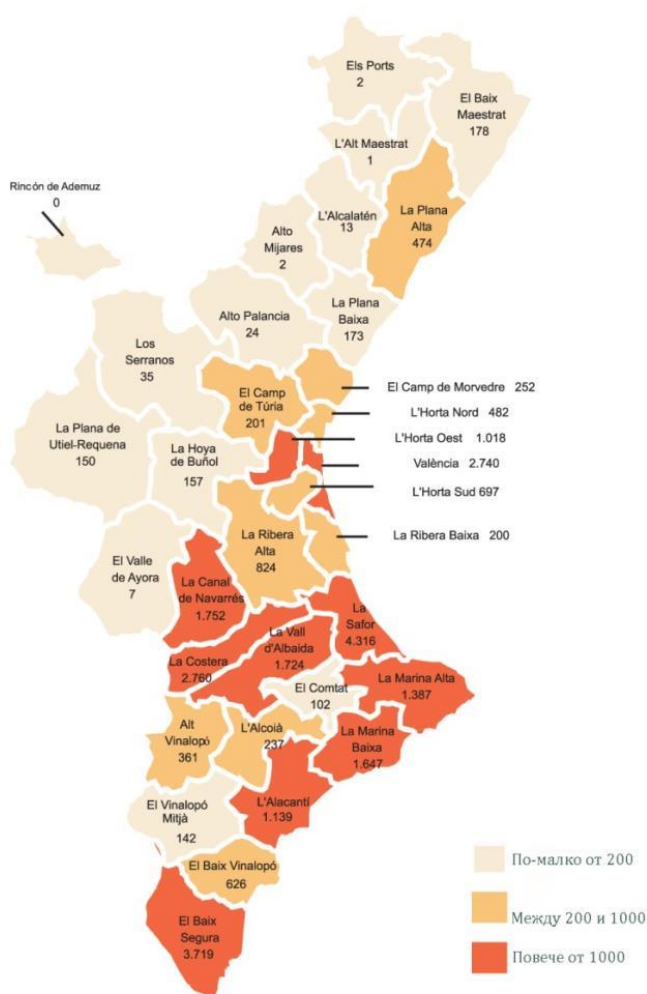 Els Ports
2
El Baix
Maestrat
178
L'Alt Maestrat
1
Rincón de Ademuz
0
L'Alcalatén
13
La Plana
Alta
474
Alto
Mijares
2
Alto Palancia
24
La Plana
Baixa
173
Los
Serranos
35
El Camp de Morvedre 252
El Camp
de Túria
201
L'Horta Nord 482
L'Horta Oest 1.018
València 2.740
L'Horta Sud 697
La Ribera Baixa 200
La Plana de
Utiel-Requena
150
La Hoya
de Buñol
157
La Ribera
Alta
824
El Valle
de Ayora
7
La Canal
de Navarrés
1.752
La
Safor
4.316
La Vall
d'Albaida
1.724
La Costera
2.760
El Comtat
102
La Marina Alta
1.387
Alt
Vinalopó
361
L'Alcoià
237
La Marina
Baixa
1.647
L'Alacantí
1.139
El Vinalopó
Mitjà
142
El Baix Vinalopó
626
El Baix
Segura
3.719
По-малко от 200
Между 200 и 1000
Повече от 1000